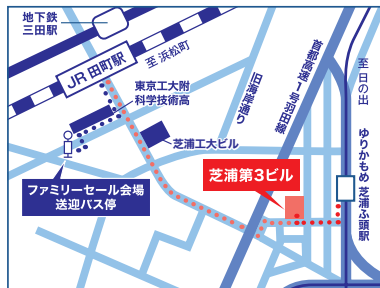 地下鉄
三田駅
JR 田町駅
至 浜松町
東京工大附
科学技術高
旧海岸通り
首都高速1号羽田線
至 日の出
ゆりかもめ 芝浦ふ頭駅
芝浦工大ビル
芝浦第3ビル
ファミリーセール会場
送迎バス停